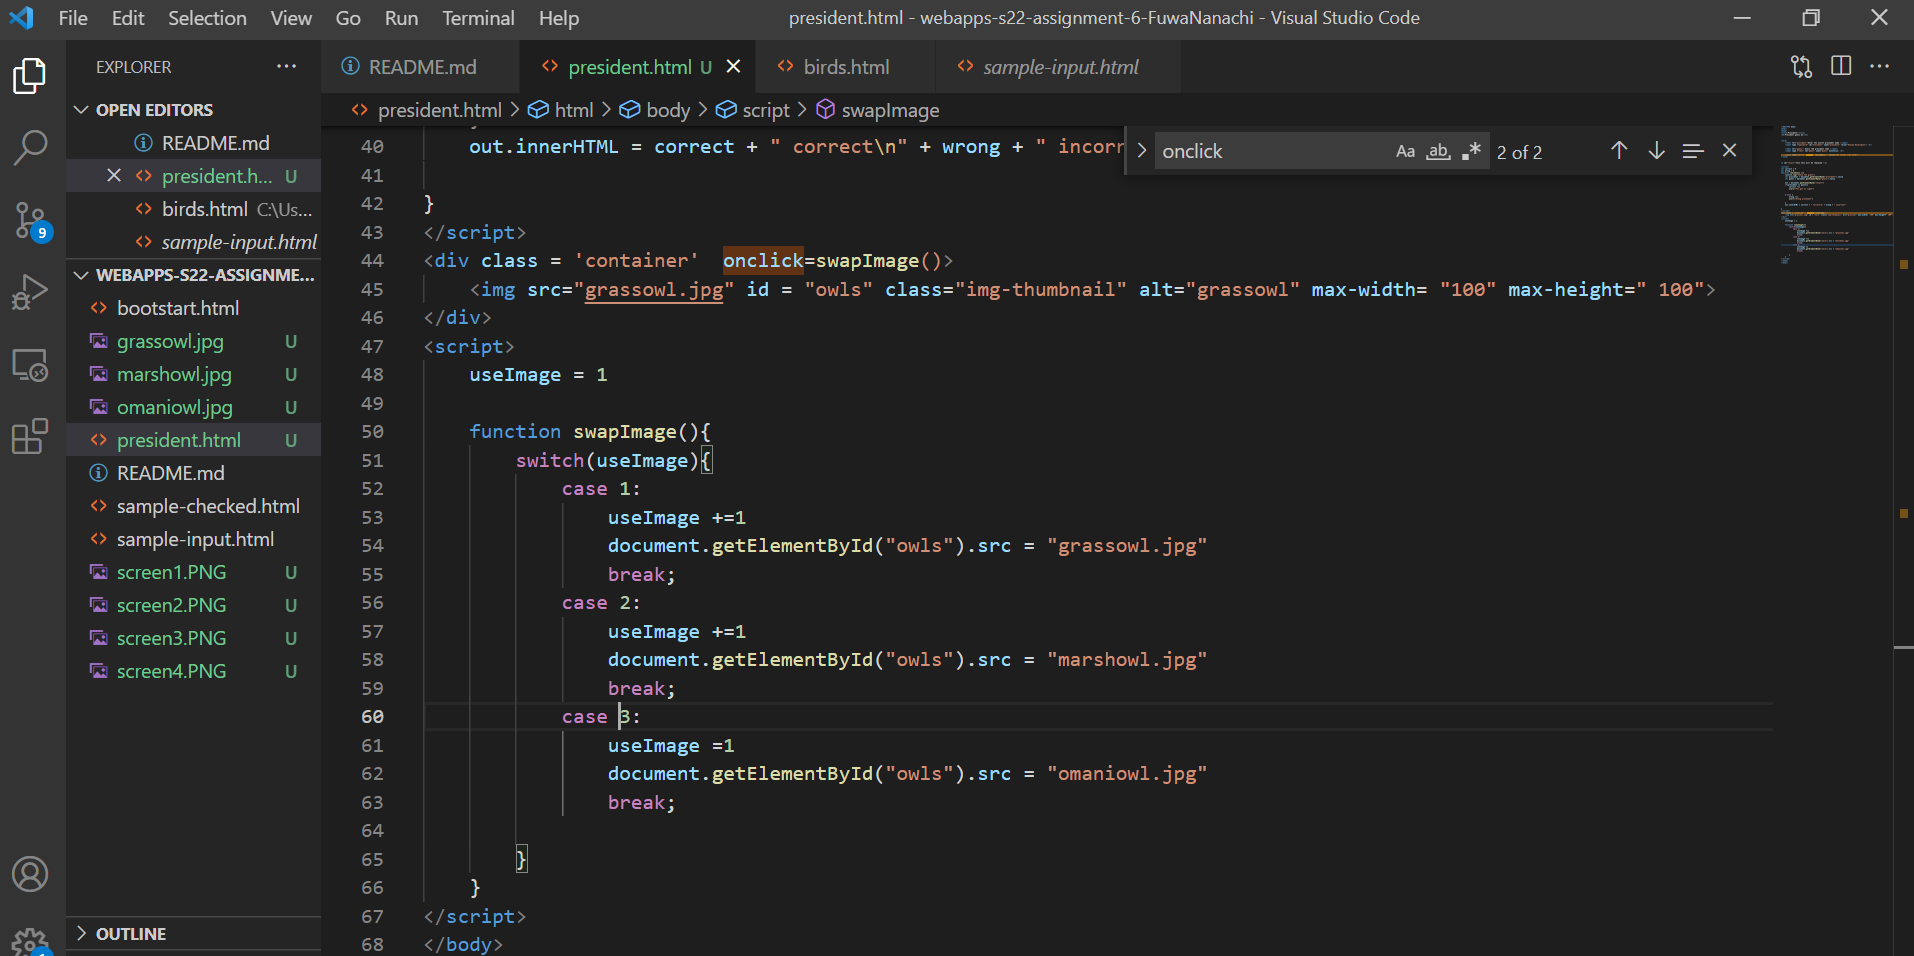 File Edit Selection View Go Run Terminal Help president.html - webapps-s22-assignment-6-FuwaNanachi - Visual Studio Code
EXPLORER ...
README.md president.html U birds.html sample-input.html
president.html > html > body > script > swapImage
OPEN EDITORS
README.md
president.h... U
birds.html C:\Us...
sample-input.html
WEBAPPS-S22-ASSIGNME...
bootstart.html
grassowl.jpg U
marshowl.jpg U
omaniowl.jpg U
president.html U
README.md
sample-checked.html
sample-input.html
screen1.PNG U
screen2.PNG U
screen3.PNG U
screen4.PNG U
OUTLINE
9
1
onclick Aa ab .* 2 of 2
40 out.innerHTML = correct + " correct\n" + wrong + " incorr
41
42 }
43 </script>
44 <div class = 'container'  onclick=swapImage()>
45 <img src="grassowl.jpg" id = "owls" class="img-thumbnail" alt="grassowl" max-width= "100" max-height=" 100">
46 </div>
47 <script>
48 useImage = 1
49
50 function swapImage(){
51 switch(useImage){
52 case 1:
53 useImage +=1
54 document.getElementById("owls").src = "grassowl.jpg"
55 break;
56 case 2:
57 useImage +=1
58 document.getElementById("owls").src = "marshowl.jpg"
59 break;
60 case 3:
61 useImage =1
62 document.getElementById("owls").src = "omaniowl.jpg"
63 break;
64
65 }
66 }
67 </script>
68 </body>